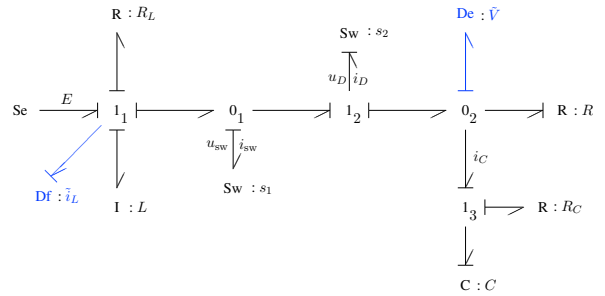 R : R_L
De : Ṽ
Sw : s_2
u_D i_D
E
Se 1_1 0_1 1_2 0_2 R : R
u_sw i_sw
i_C
Df : ĩ_L
Sw : s_1
I : L
1_3 R : R_C
C : C